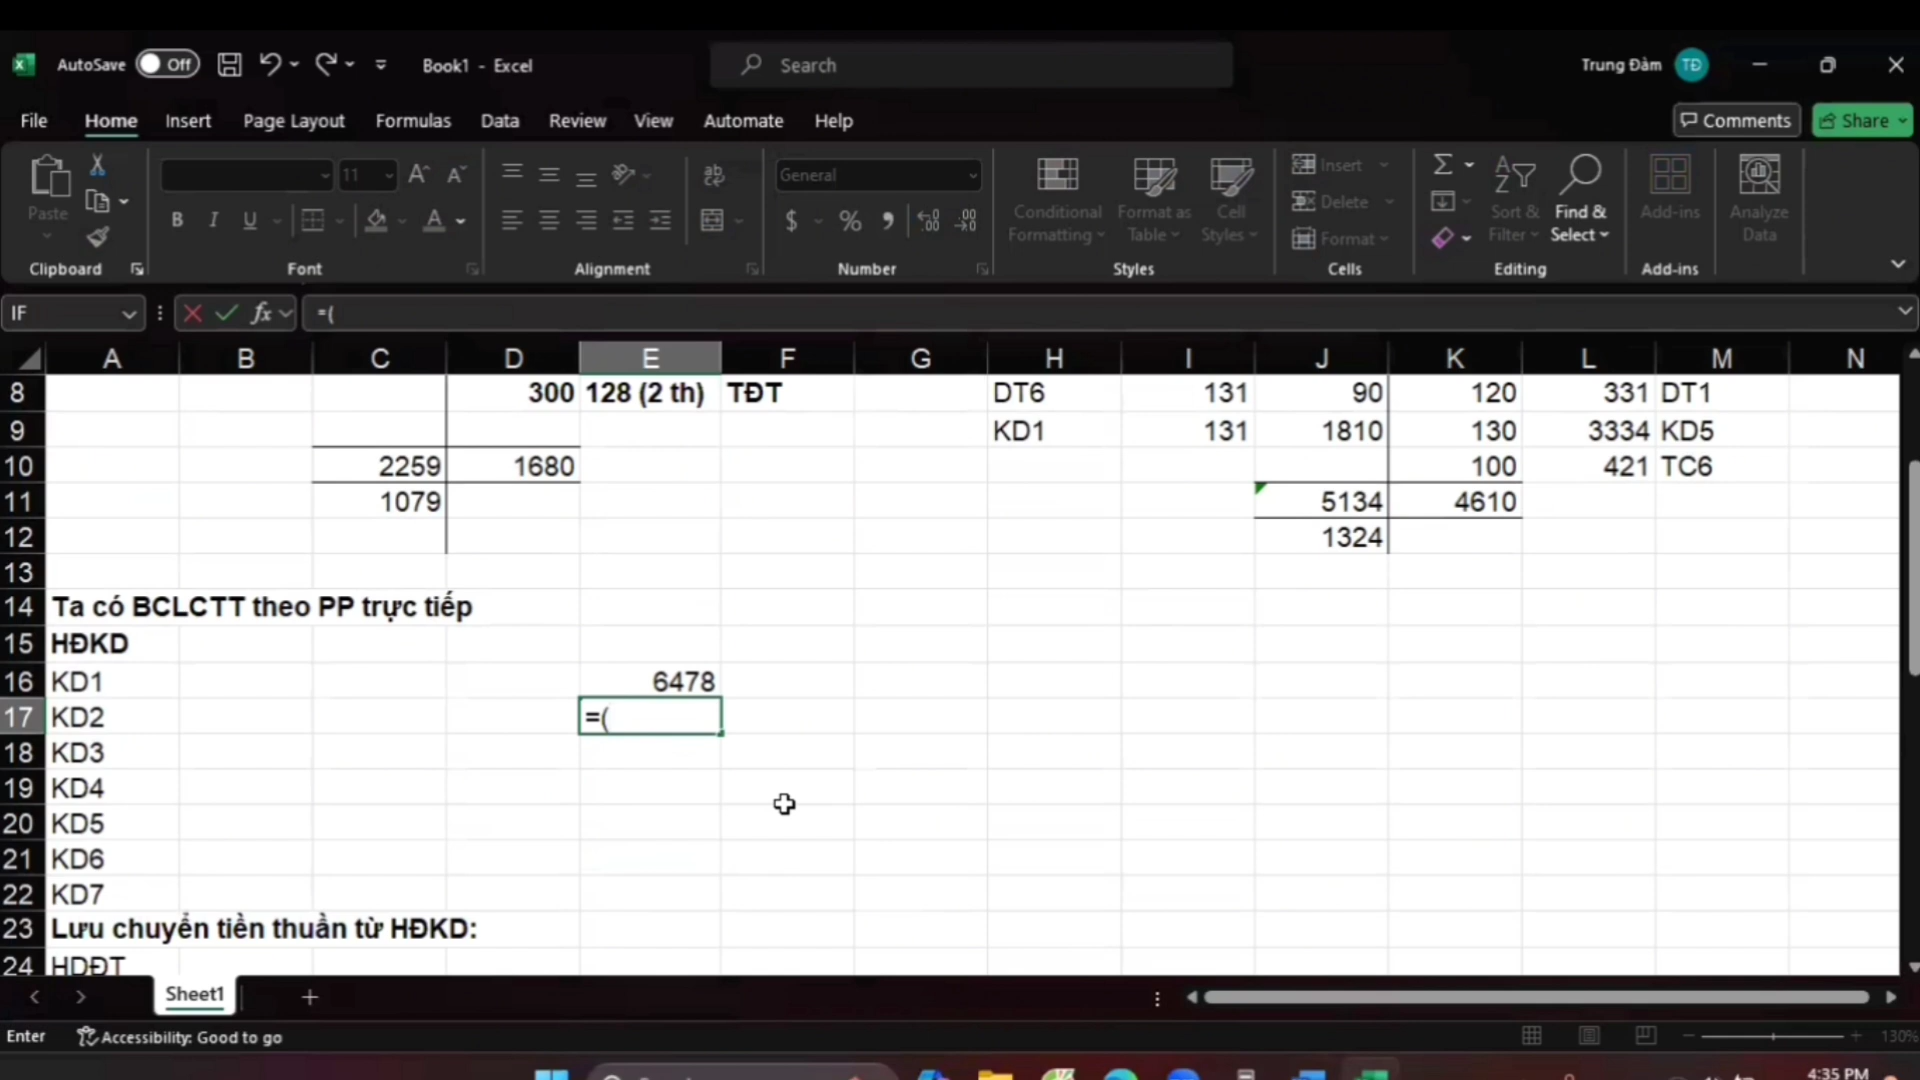 AutoSave Off Book1 - Excel Search Trung Đàm TĐ
File Home Insert Page Layout Formulas Data Review View Automate Help Comments Share
Paste 11 General Conditional Formatting Format as Table Cell Styles Insert Delete Format Sort & Filter Find & Select Add-ins Analyze Data
Clipboard Font Alignment Number Styles Cells Editing Add-ins
IF fx =(
A B C D E F G H I J K L M N
8 300 128 (2 th) TĐT DT6 131 90 120 331 DT1
9 KD1 131 1810 130 3334 KD5
10 2259 1680 100 421 TC6
11 1079 5134 4610
12 1324
13
14 Ta có BCLCTT theo PP trực tiếp
15 HĐKD
16 KD1 6478
17 KD2 =(
18 KD3
19 KD4
20 KD5
21 KD6
22 KD7
23 Lưu chuyển tiền thuần từ HĐKD:
24 HDĐT
Sheet1
Enter Accessibility: Good to go 130%
4:35 PM